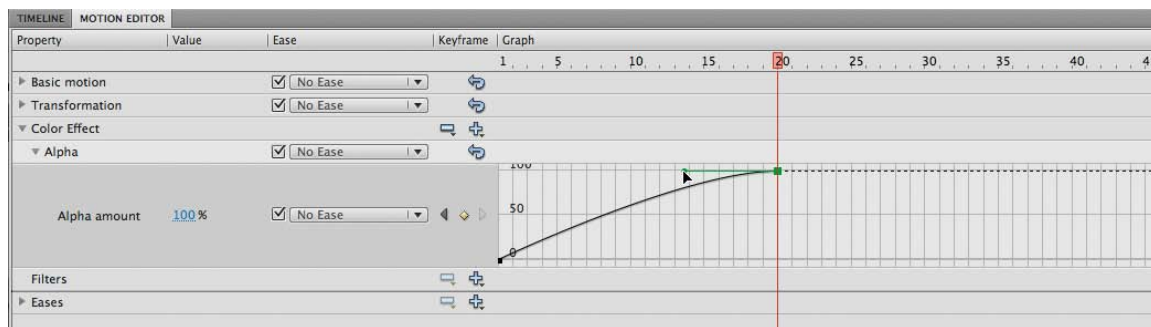 TIMELINE MOTION EDITOR
Property Value Ease Keyframe Graph
1 5 10 15 20 25 30 35 40 4
Basic motion No Ease
Transformation No Ease
Color Effect
Alpha No Ease
100
Alpha amount 100 % No Ease 50
0
Filters
Eases